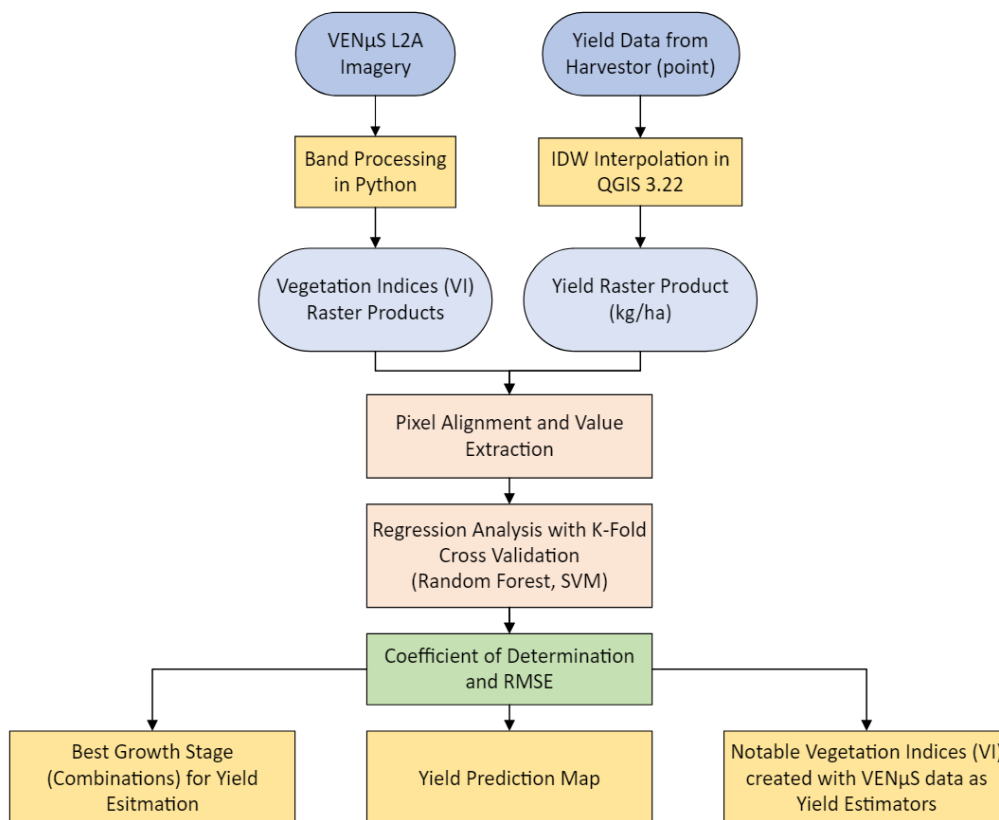 VENµS L2A
Imagery
Yield Data from
Harvestor (point)
Band Processing
in Python
IDW Interpolation in
QGIS 3.22
Vegetation Indices (VI)
Raster Products
Yield Raster Product
(kg/ha)
Pixel Alignment and Value
Extraction
Regression Analysis with K-Fold
Cross Validation
(Random Forest, SVM)
Coefficient of Determination
and RMSE
Best Growth Stage
(Combinations) for Yield
Esitmation
Yield Prediction Map
Notable Vegetation Indices (VI)
created with VENµS data as
Yield Estimators